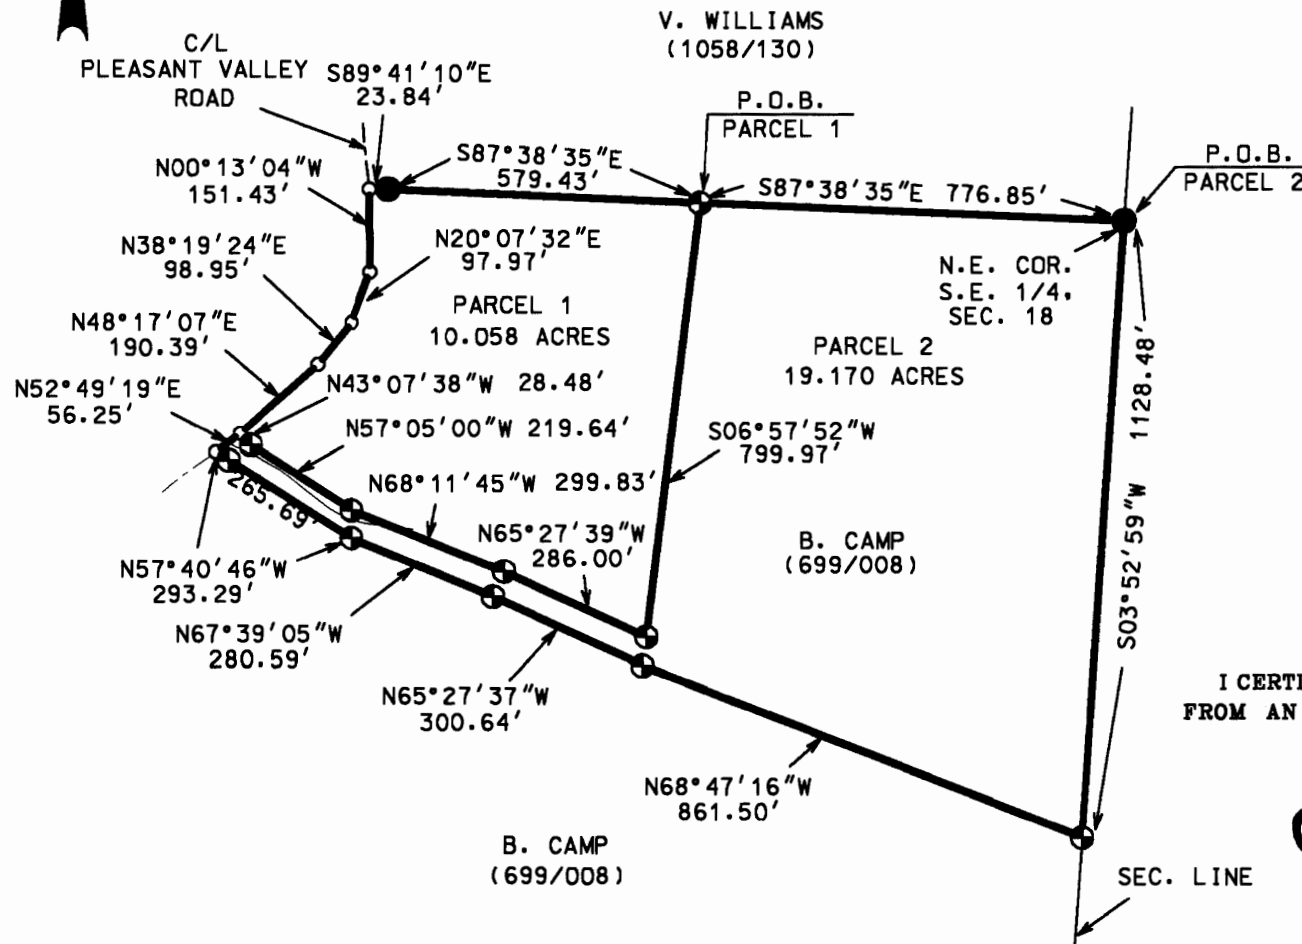 V. WILLIAMS
(1058/130)
C/L
PLEASANT VALLEY
ROAD
S89°41'10"E
23.84'
P.O.B.
PARCEL 1
P.O.B.
PARCEL 2
N00°13'04"W
151.43'
S87°38'35"E
579.43'
S87°38'35"E 776.85'
N38°19'24"E
98.95'
N20°07'32"E
97.97'
N.E. COR.
S.E. 1/4,
SEC. 18
PARCEL 1
10.058 ACRES
N48°17'07"E
190.39'
PARCEL 2
19.170 ACRES
1128.48'
S03°52'59"W
N52°49'19"E
56.25'
N43°07'38"W 28.48'
N57°05'00"W 219.64'
S06°57'52"W
799.97'
N68°11'45"W 299.83'
265.69'
N65°27'39"W
286.00'
B. CAMP
(699/008)
N57°40'46"W
293.29'
N67°39'05"W
280.59'
N65°27'37"W
300.64'
I CERTI
FROM AN
N68°47'16"W
861.50'
B. CAMP
(699/008)
SEC. LINE